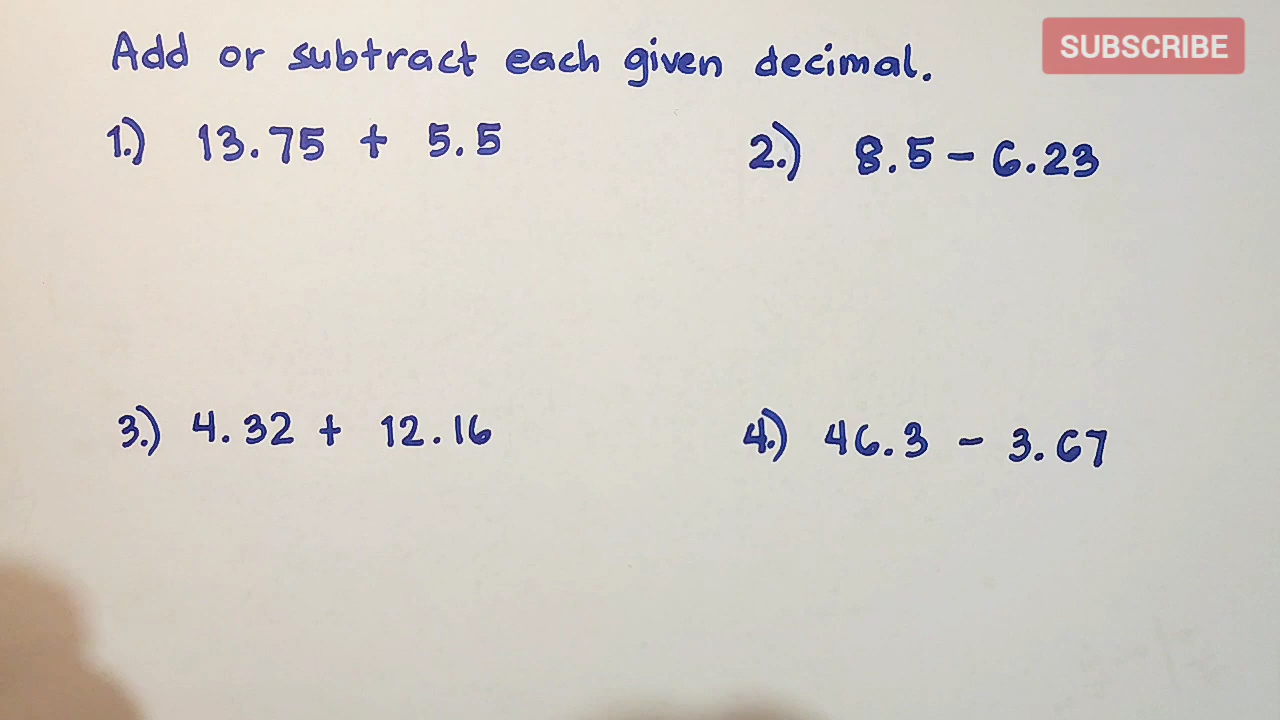 Add or subtract each given decimal.
SUBSCRIBE
1.) 13.75 + 5.5
2.) 8.5 - 6.23
3.) 4.32 + 12.16
4.) 46.3 - 3.67